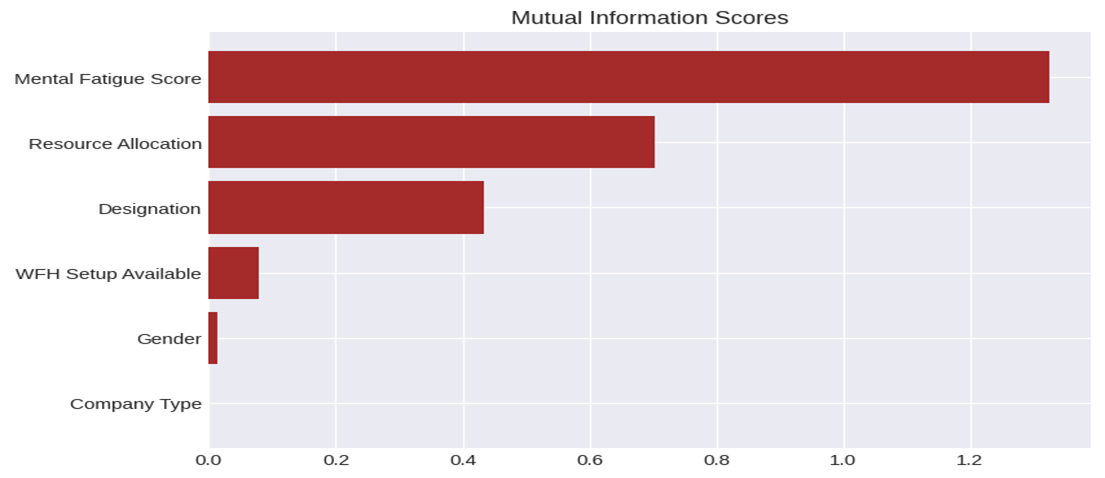 Mutual Information Scores
Mental Fatigue Score
Resource Allocation
Designation
WFH Setup Available
Gender
Company Type
0.0 0.2 0.4 0.6 0.8 1.0 1.2